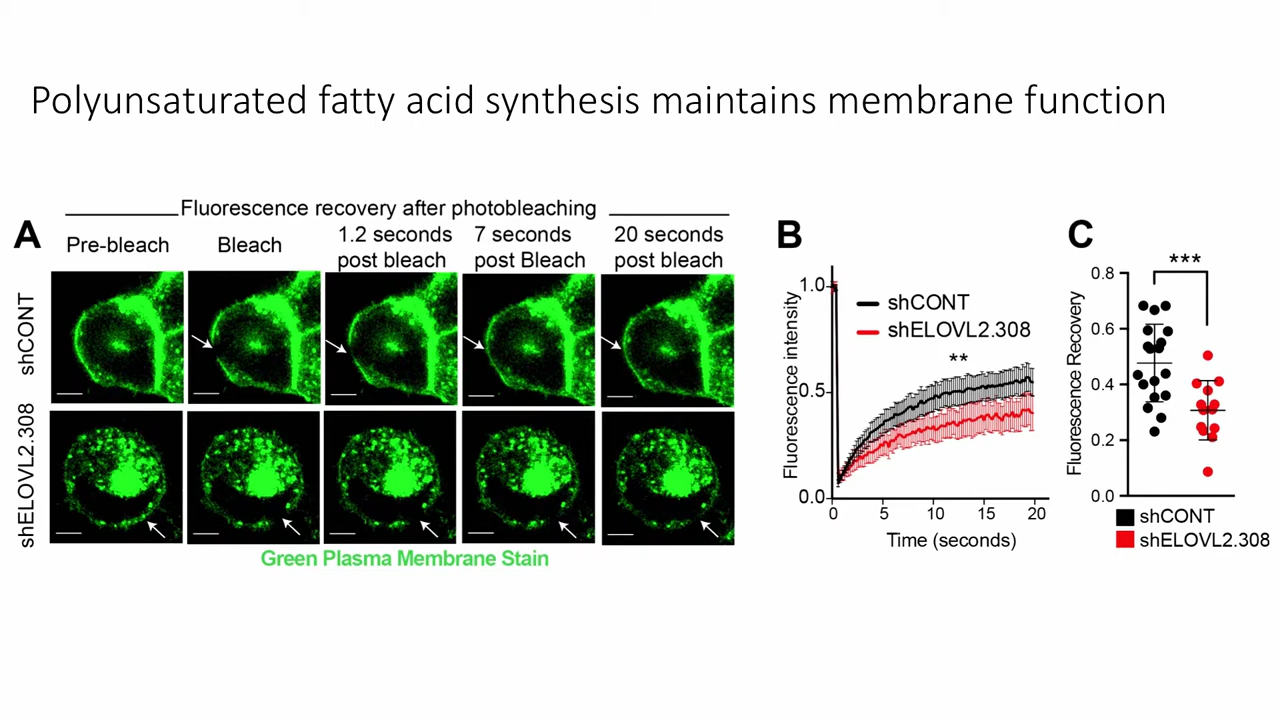 Polyunsaturated fatty acid synthesis maintains membrane function
A
Fluorescence recovery after photobleaching
Pre-bleach
Bleach
1.2 seconds
post bleach
7 seconds
post Bleach
20 seconds
post bleach
shCONT
shELOVL2.308
Green Plasma Membrane Stain
B
Fluorescence intensity
1.0
0.5
0.0
shCONT
shELOVL2.308
**
0
5
10
15
20
Time (seconds)
C
Fluorescence Recovery
0.8
0.6
0.4
0.2
0.0
***
shCONT
shELOVL2.308